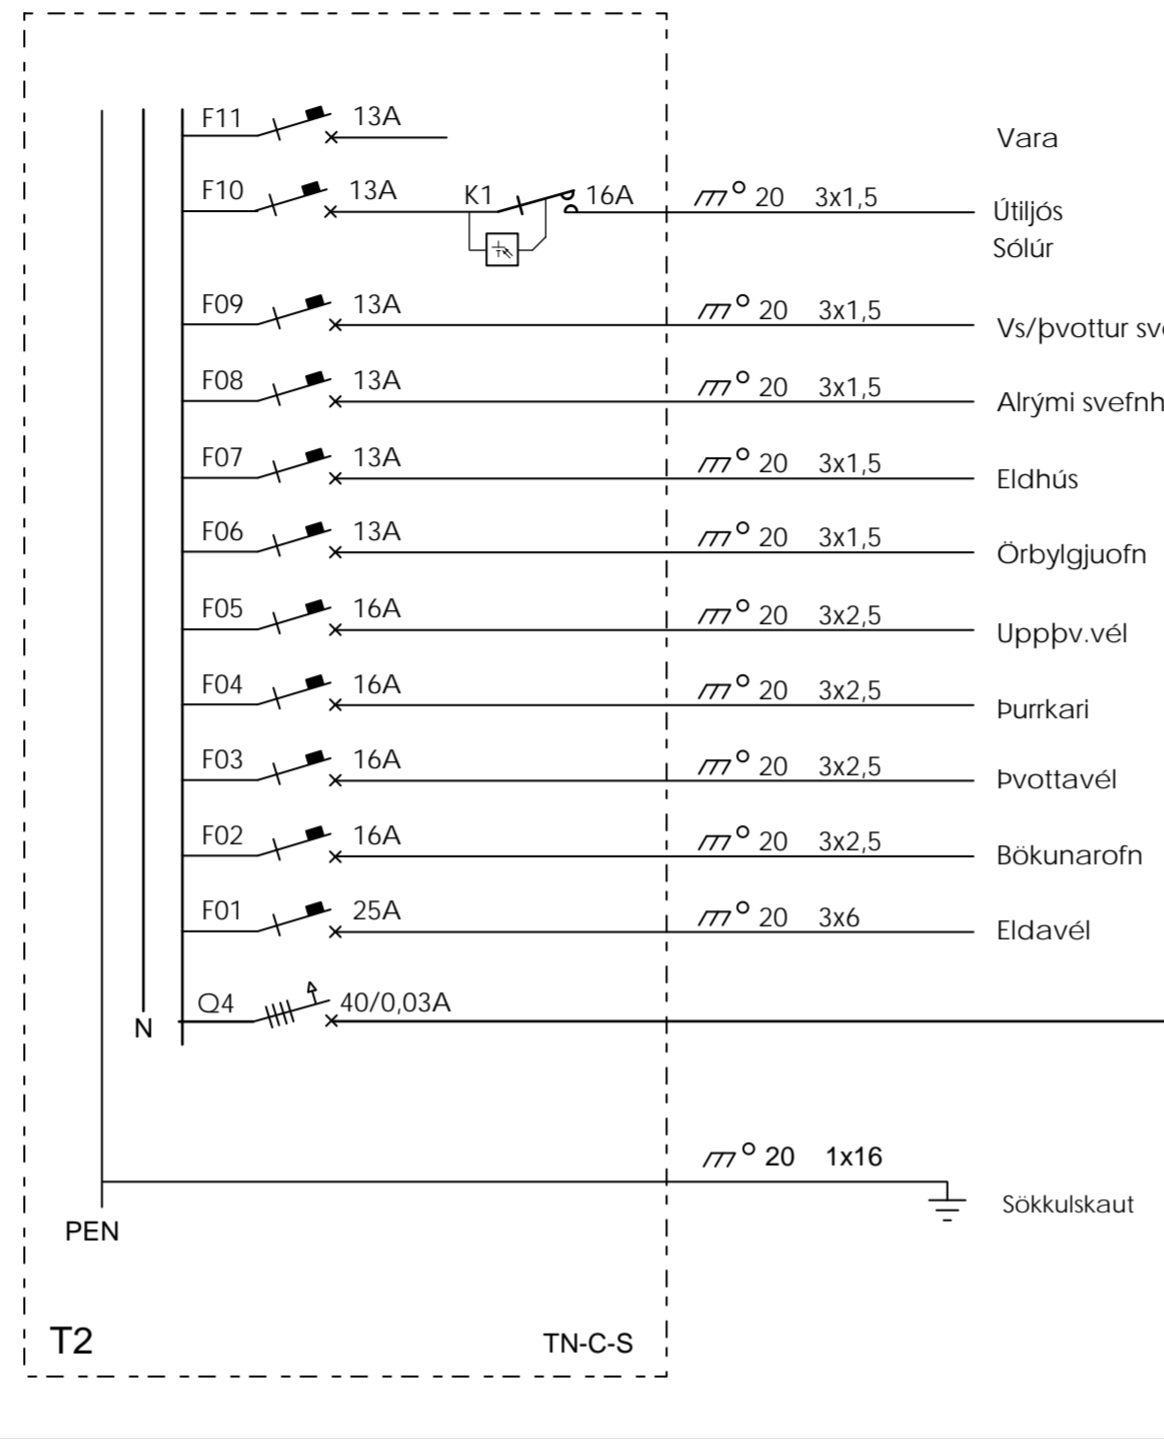 F11 13A Vara
F10 13A K1 16A 20 3x1,5 Útiljós
Sólúr
F09 13A 20 3x1,5 Vs/þvottur
F08 13A 20 3x1,5 Alrými
F07 13A 20 3x1,5 Eldhús
F06 13A 20 3x1,5 Örbylgjuofn
F05 16A 20 3x2,5 Uppþv.vél
F04 16A 20 3x2,5 Þurrkari
F03 16A 20 3x2,5 Þvottavél
F02 16A 20 3x2,5 Bökunarofn
F01 25A 20 3x6 Eldavél
Q4 40/0,03A
N
20 1x16
Sökkulskaut
PEN
T2 TN-C-S